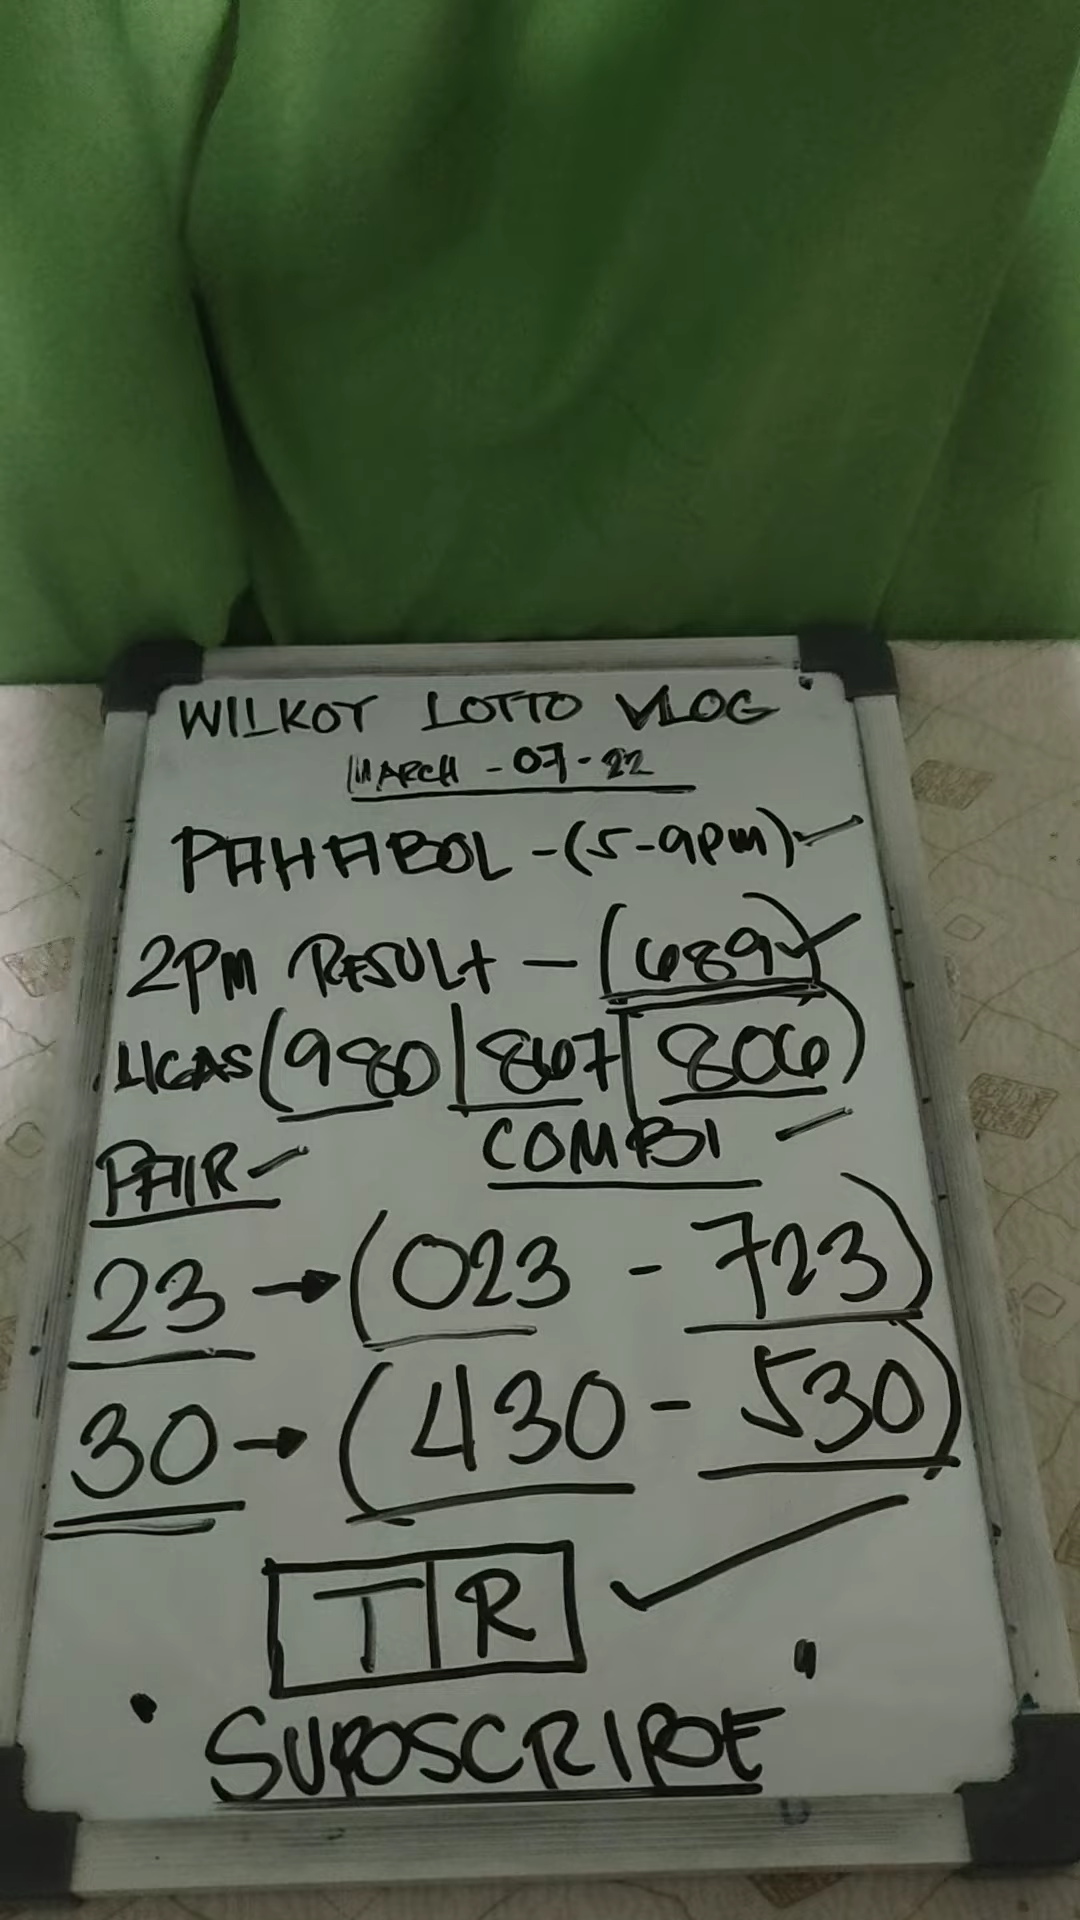 WILKOY LOTTO VLOG
MARCH - 07-22
PAHABOL - (5-9pm)
2PM RESULT - (689)
LIGAS (980 | 867 | 806)
PAIR COMBI
23 → (023 - 723)
30 → (430 - 530)
T R
"SUBSCRIBE"